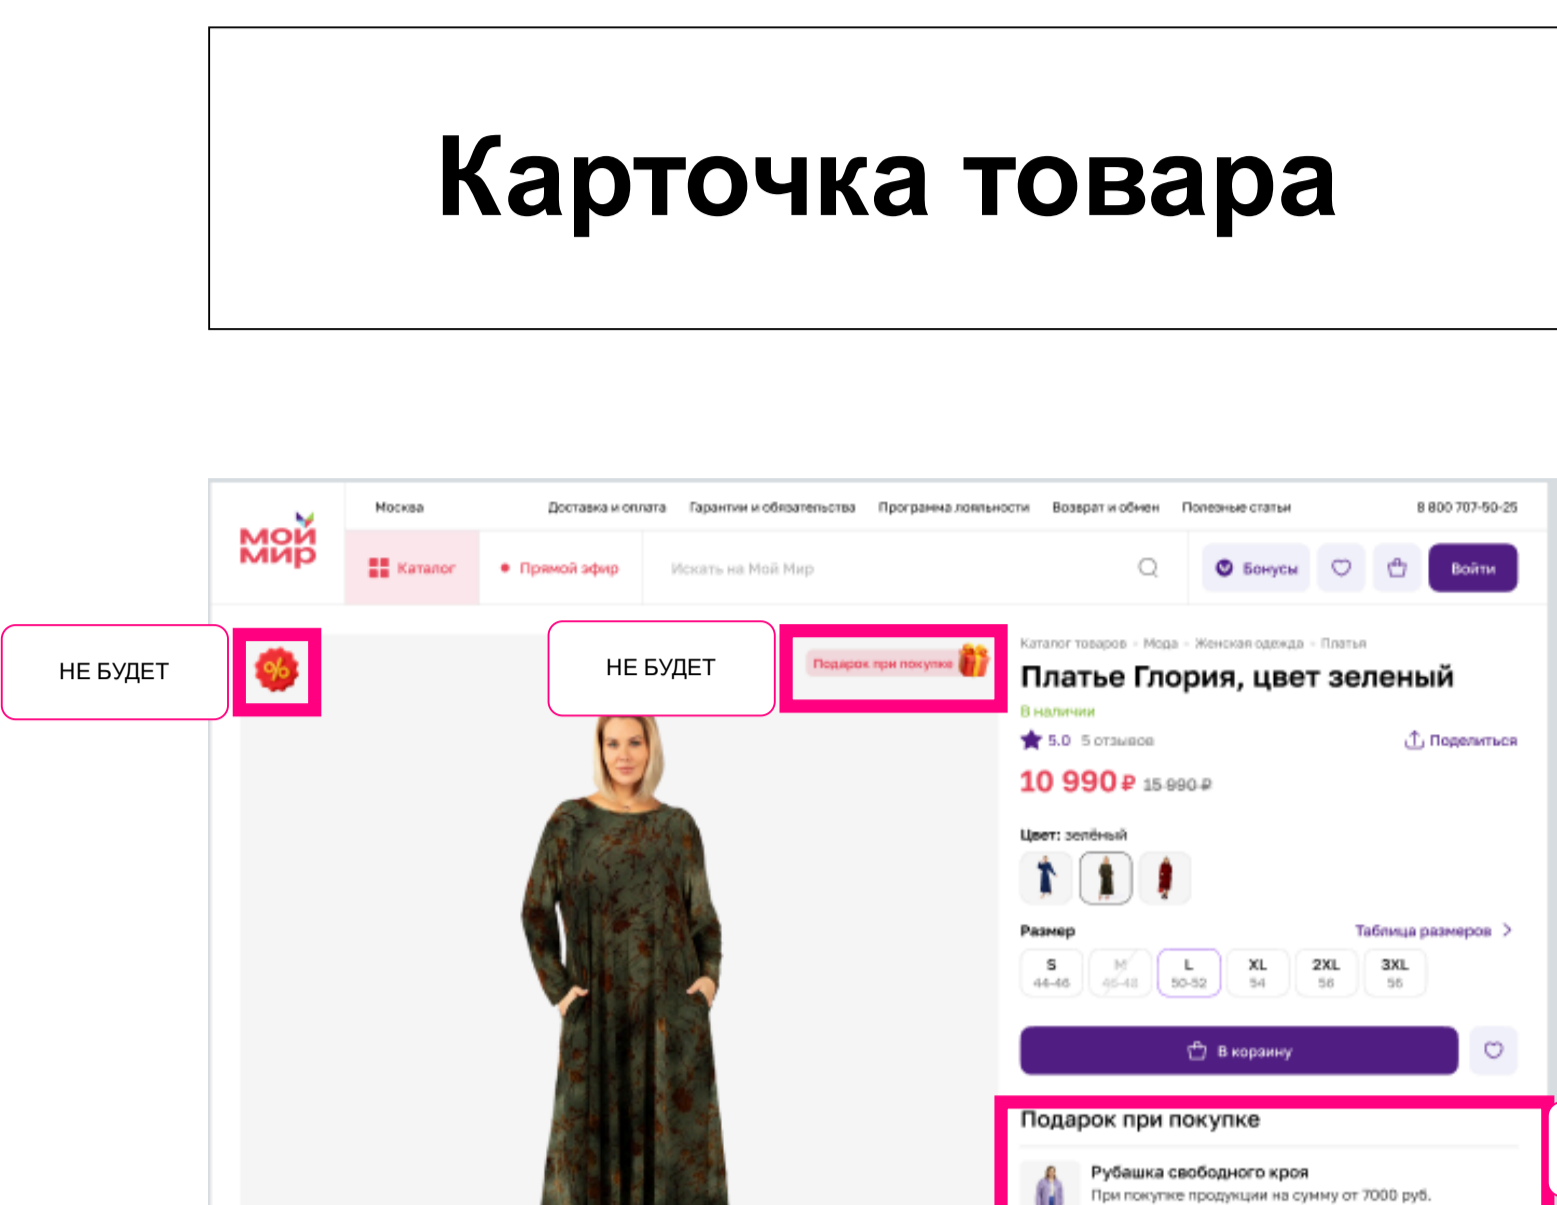 Карточка товара
мой
мир
Москва
Доставка и оплата
Гарантии и обязательства
Программа лояльности
Возврат и обмен
Полезные статьи
8 800 707-50-25
Каталог
Прямой эфир
Искать на Мой Мир
Бонусы
Войти
НЕ БУДЕТ
%
НЕ БУДЕТ
Подарок при покупке
Каталог товаров - Мода - Женская одежда - Платья
Платье Глория, цвет зеленый
В наличии
5.0 5 отзывов
Поделиться
10 990 ₽ 15 990 ₽
Цвет: зелёный
Размер
Таблица размеров >
S
44-46
M
46-48
L
50-52
XL
54
2XL
56
3XL
56
В корзину
Подарок при покупке
Рубашка свободного кроя
При покупке продукции на сумму от 7000 руб.